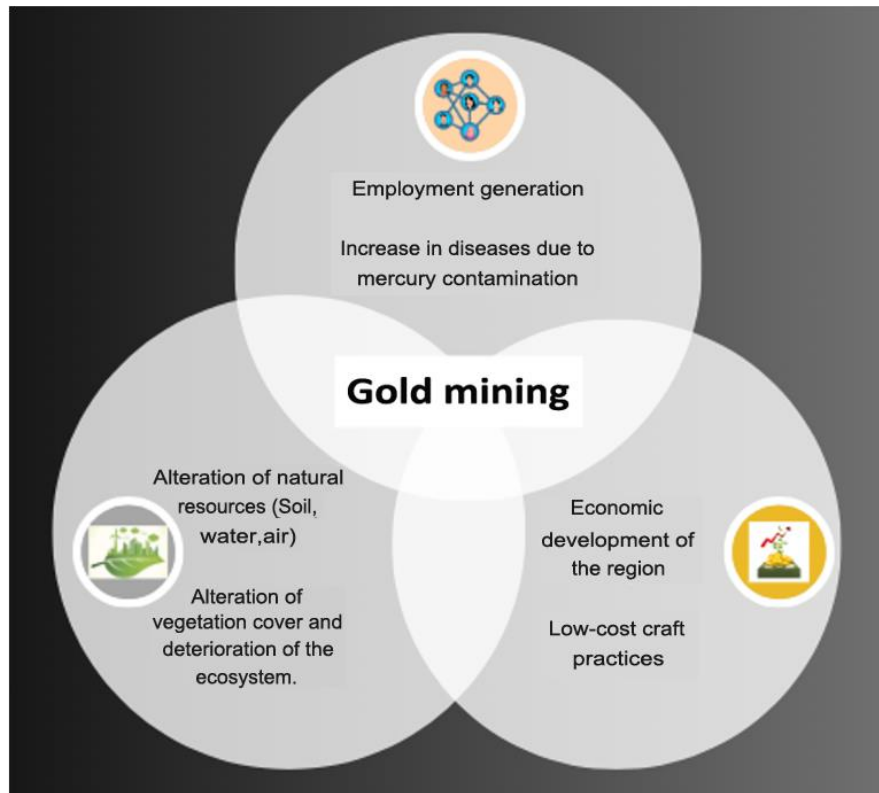 Employment generation
Increase in diseases due to
mercury contamination
Gold mining
Alteration of natural
resources (Soil,
water,air)
Alteration of
vegetation cover and
deterioration of the
ecosystem.
Economic
development of
the region
Low-cost craft
practices